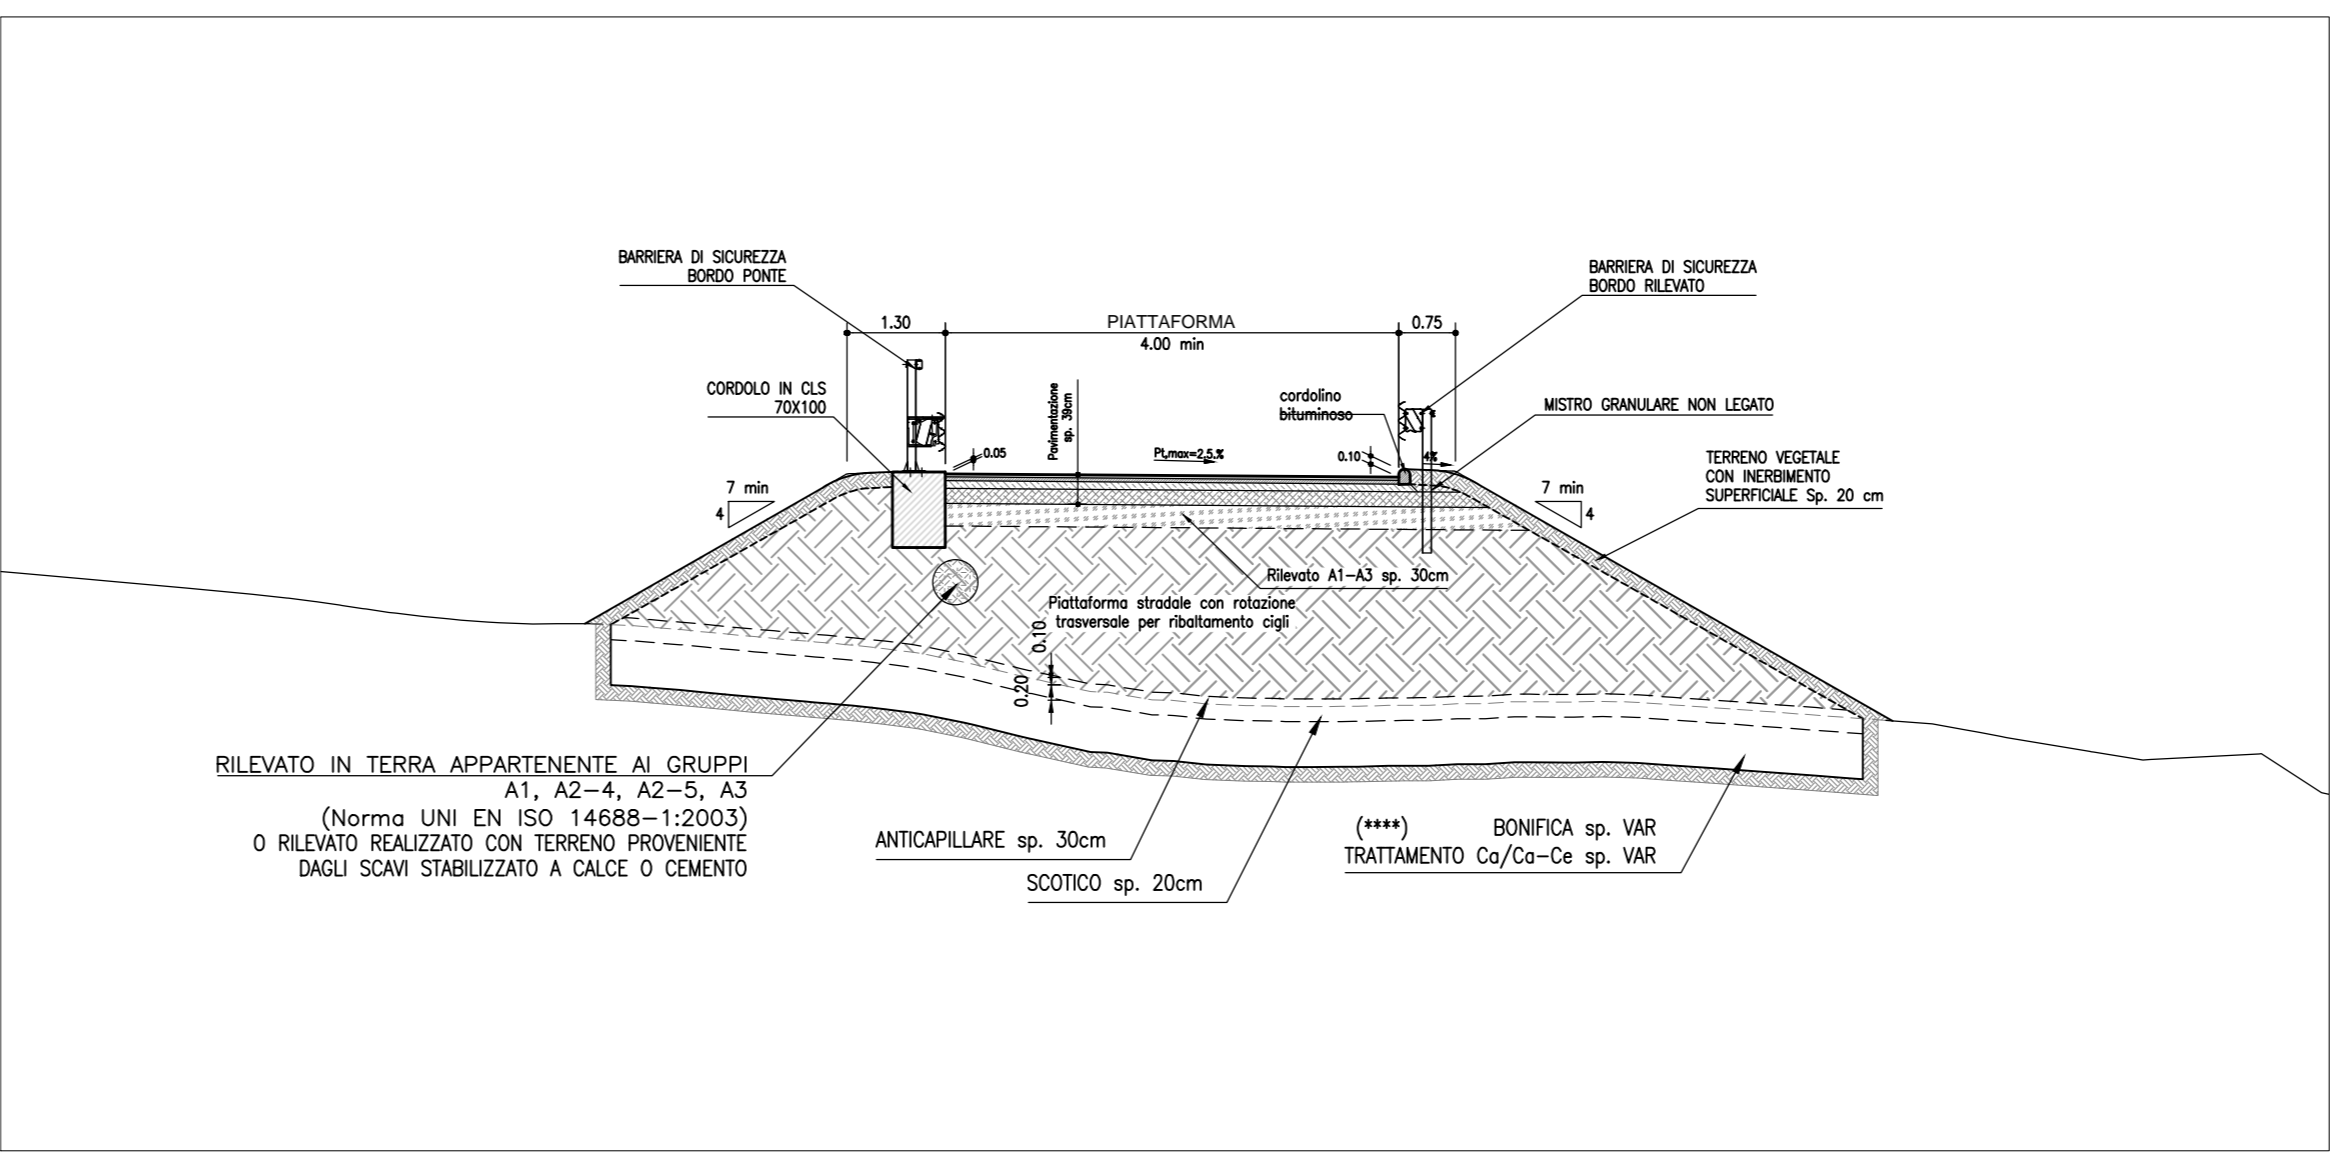 BARRIERA DI SICUREZZA
BORDO PONTE
BARRIERA DI SICUREZZA
BORDO RILEVATO
1.30
PIATTAFORMA
0.75
4.00 min
CORDOLO IN CLS
70X100
Pavimentazione
sp. 39cm
cordolino
bituminoso
MISTRO GRANULARE NON LEGATO
0.05
Pt,max=2,5.%
0.10
4%
TERRENO VEGETALE
CON INERBIMENTO
SUPERFICIALE Sp. 20 cm
7 min
4
7 min
4
Rilevato A1-A3 sp. 30cm
Piattaforma stradale con rotazione
trasversale per ribaltamento cigli
0.10
0.20
RILEVATO IN TERRA APPARTENENTE AI GRUPPI
A1, A2-4, A2-5, A3
(Norma UNI EN ISO 14688-1:2003)
O RILEVATO REALIZZATO CON TERRENO PROVENIENTE
DAGLI SCAVI STABILIZZATO A CALCE O CEMENTO
ANTICAPILLARE sp. 30cm
SCOTICO sp. 20cm
(****) BONIFICA sp. VAR
TRATTAMENTO Ca/Ca-Ce sp. VAR